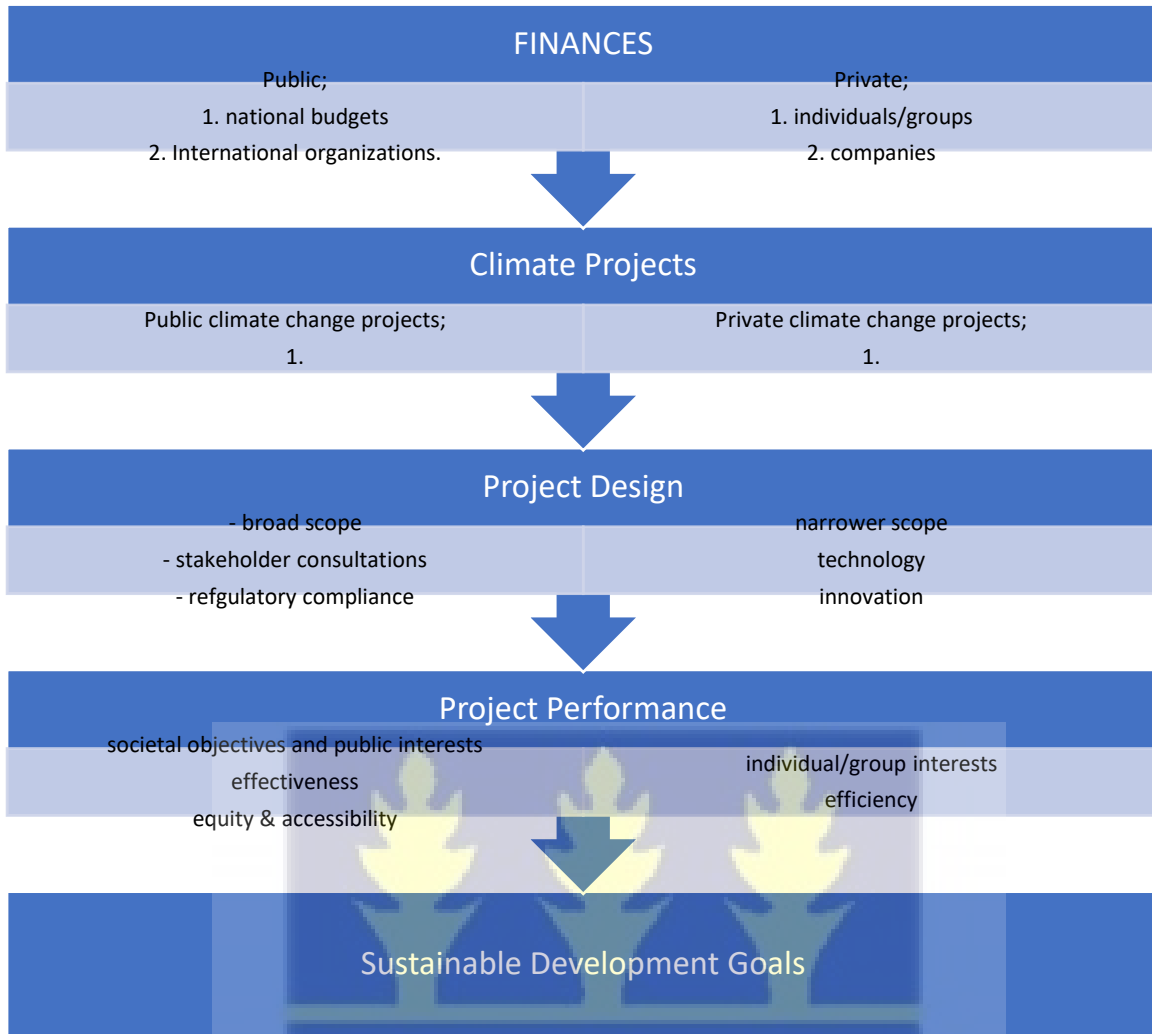 FINANCES
Public;
1. national budgets
2. International organizations.
Private;
1. individuals/groups
2. companies
Climate Projects
Public climate change projects;
1.
Private climate change projects;
1.
Project Design
- broad scope
- stakeholder consultations
- refgulatory compliance
narrower scope
technology
innovation
Project Performance
societal objectives and public interests
effectiveness
equity & accessibility
individual/group interests
efficiency
Sustainable Development Goals